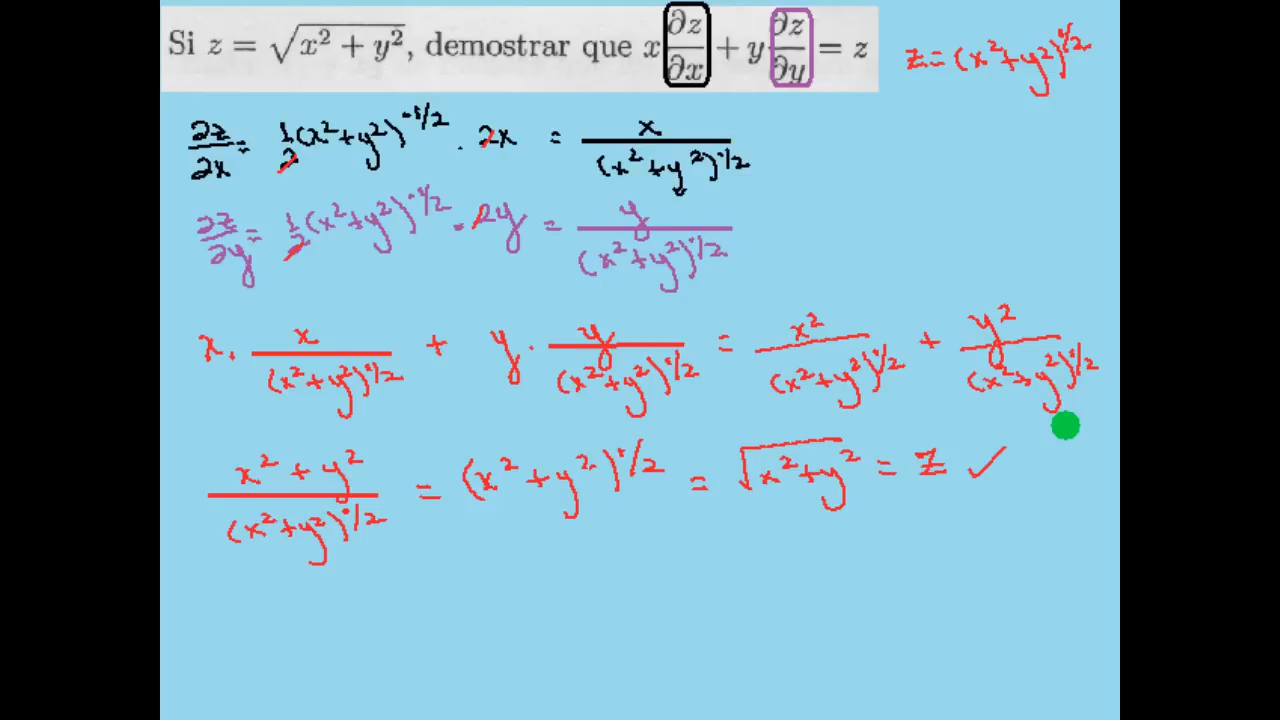 Si z = √(x² + y²), demostrar que x ∂z/∂x + y ∂z/∂y = z
z = (x²+y²)^1/2
∂z/∂x = 1/2 (x²+y²)^-1/2 · 2x = x/(x²+y²)^1/2
∂z/∂y = 1/2 (x²+y²)^-1/2 · 2y = y/(x²+y²)^1/2
x · x/(x²+y²)^1/2 + y · y/(x²+y²)^1/2 = x²/(x²+y²)^1/2 + y²/(x²+y²)^1/2
x² + y²/(x²+y²)^1/2 = (x²+y²)^1/2 = √(x²+y²) = z ✓